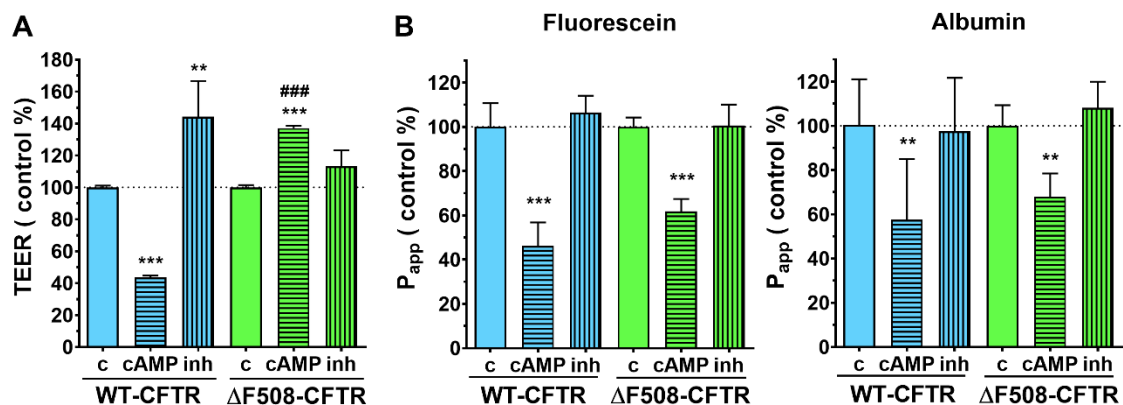 A
TEER ( control %)
180
160
140
120
100
80
60
40
20
0
***
**
###
***
c cAMP inh c cAMP inh
WT-CFTR ΔF508-CFTR
B
Fluorescein
Papp ( control %)
120
100
80
60
40
20
0
***
***
c cAMP inh c cAMP inh
WT-CFTR ΔF508-CFTR
Albumin
Papp ( control %)
120
100
80
60
40
20
0
**
**
c cAMP inh c cAMP inh
WT-CFTR ΔF508-CFTR